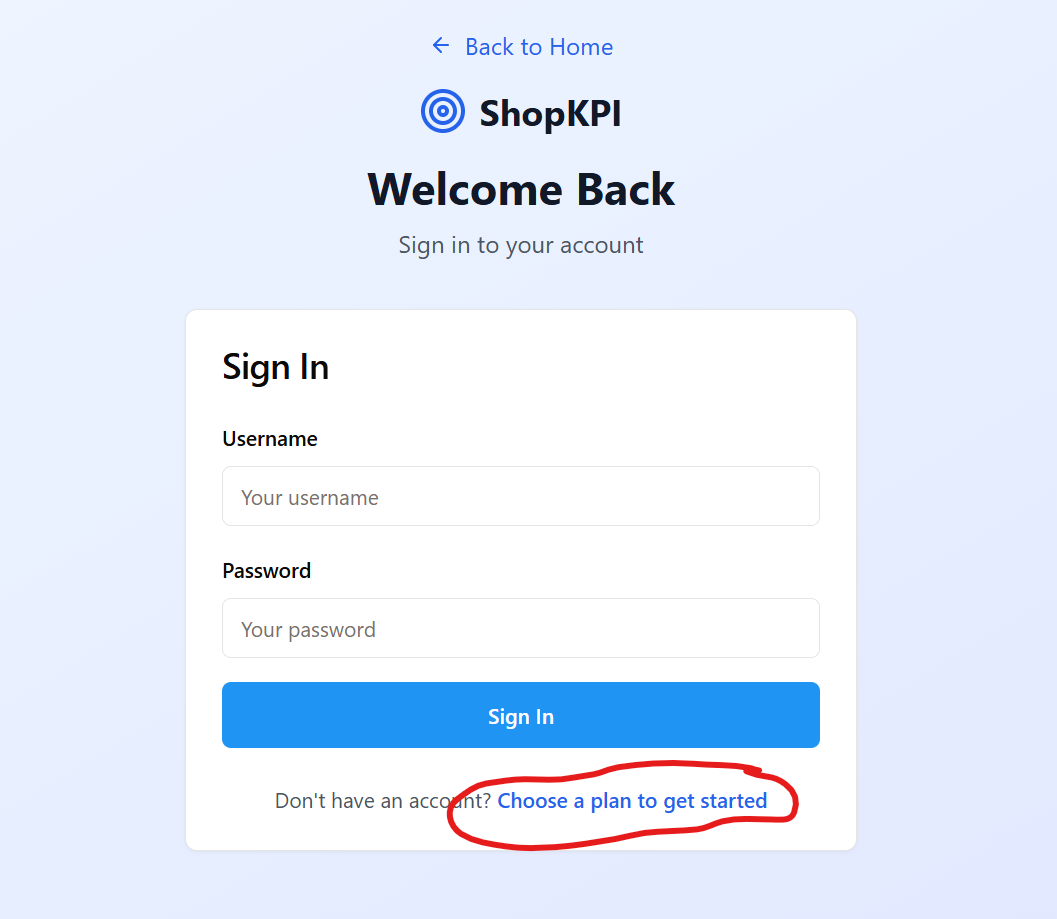 ← Back to Home
ShopKPI
Welcome Back
Sign in to your account
Sign In
Username
Your username
Password
Your password
Sign In
Don't have an account? Choose a plan to get started